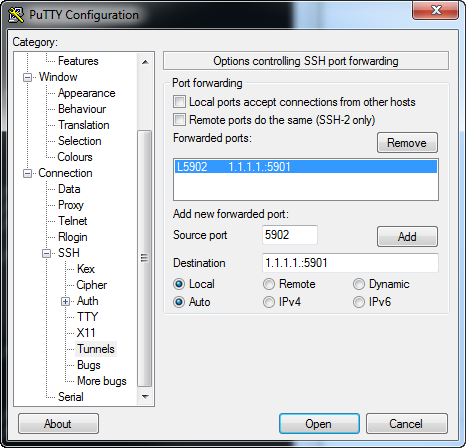 PuTTY Configuration
Category:
Features
Window
Appearance
Behaviour
Translation
Selection
Colours
Connection
Data
Proxy
Telnet
Rlogin
SSH
Kex
Cipher
Auth
TTY
X11
Tunnels
Bugs
More bugs
Serial
Options controlling SSH port forwarding
Port forwarding
Local ports accept connections from other hosts
Remote ports do the same (SSH-2 only)
Forwarded ports:
Remove
L5902 1.1.1.1.:5901
Add new forwarded port:
Source port 5902 Add
Destination 1.1.1.1.:5901
Local Remote Dynamic
Auto IPv4 IPv6
About Open Cancel